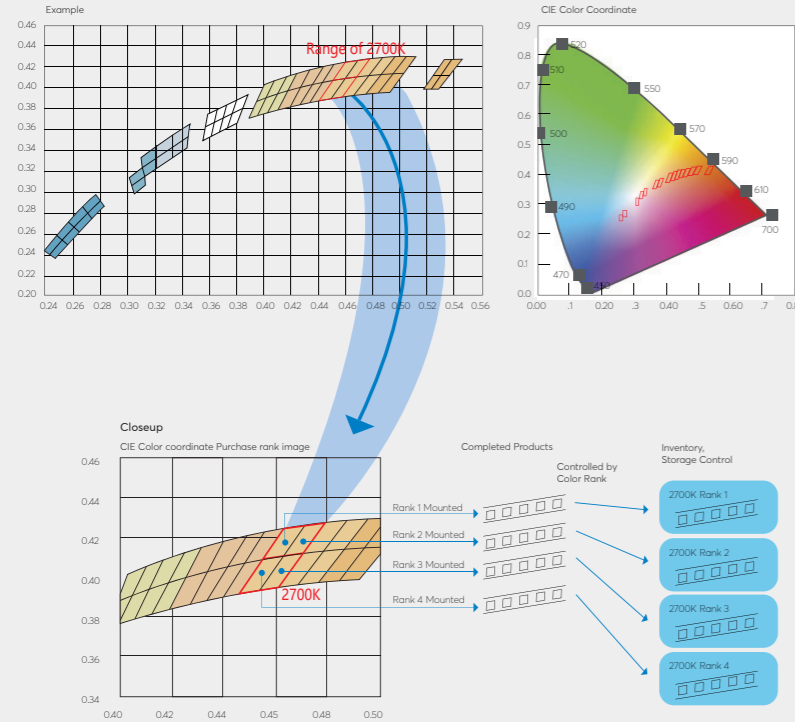 Example
0.46
0.44
0.42
0.40
0.38
0.36
0.34
0.32
0.30
0.28
0.26
0.24
0.22
0.20
0.24 0.26 0.28 0.30 0.32 0.34 0.36 0.38 0.40 0.42 0.44 0.46 0.48 0.50 0.52 0.54 0.56
Range of 2700K
CIE Color Coordinate
0.9
0.8
0.7
0.6
0.5
0.4
0.3
0.2
0.1
0.0
0.00 .1 .20 .3 .40 .5 0.60 .7
520
510
550
500
570
590
610
490
700
470
Closeup
CIE Color coordinate Purchase rank image
0.46
0.44
0.42
0.40
0.38
0.36
0.34
0.40 0.42 0.44 0.45 0.48 0.50
2700K
Rank 1 Mounted
Rank 2 Mounted
Rank 3 Mounted
Rank 4 Mounted
Completed Products
Controlled by
Color Rank
Inventory,
Storage Control
2700K Rank 1
2700K Rank 2
2700K Rank 3
2700K Rank 4